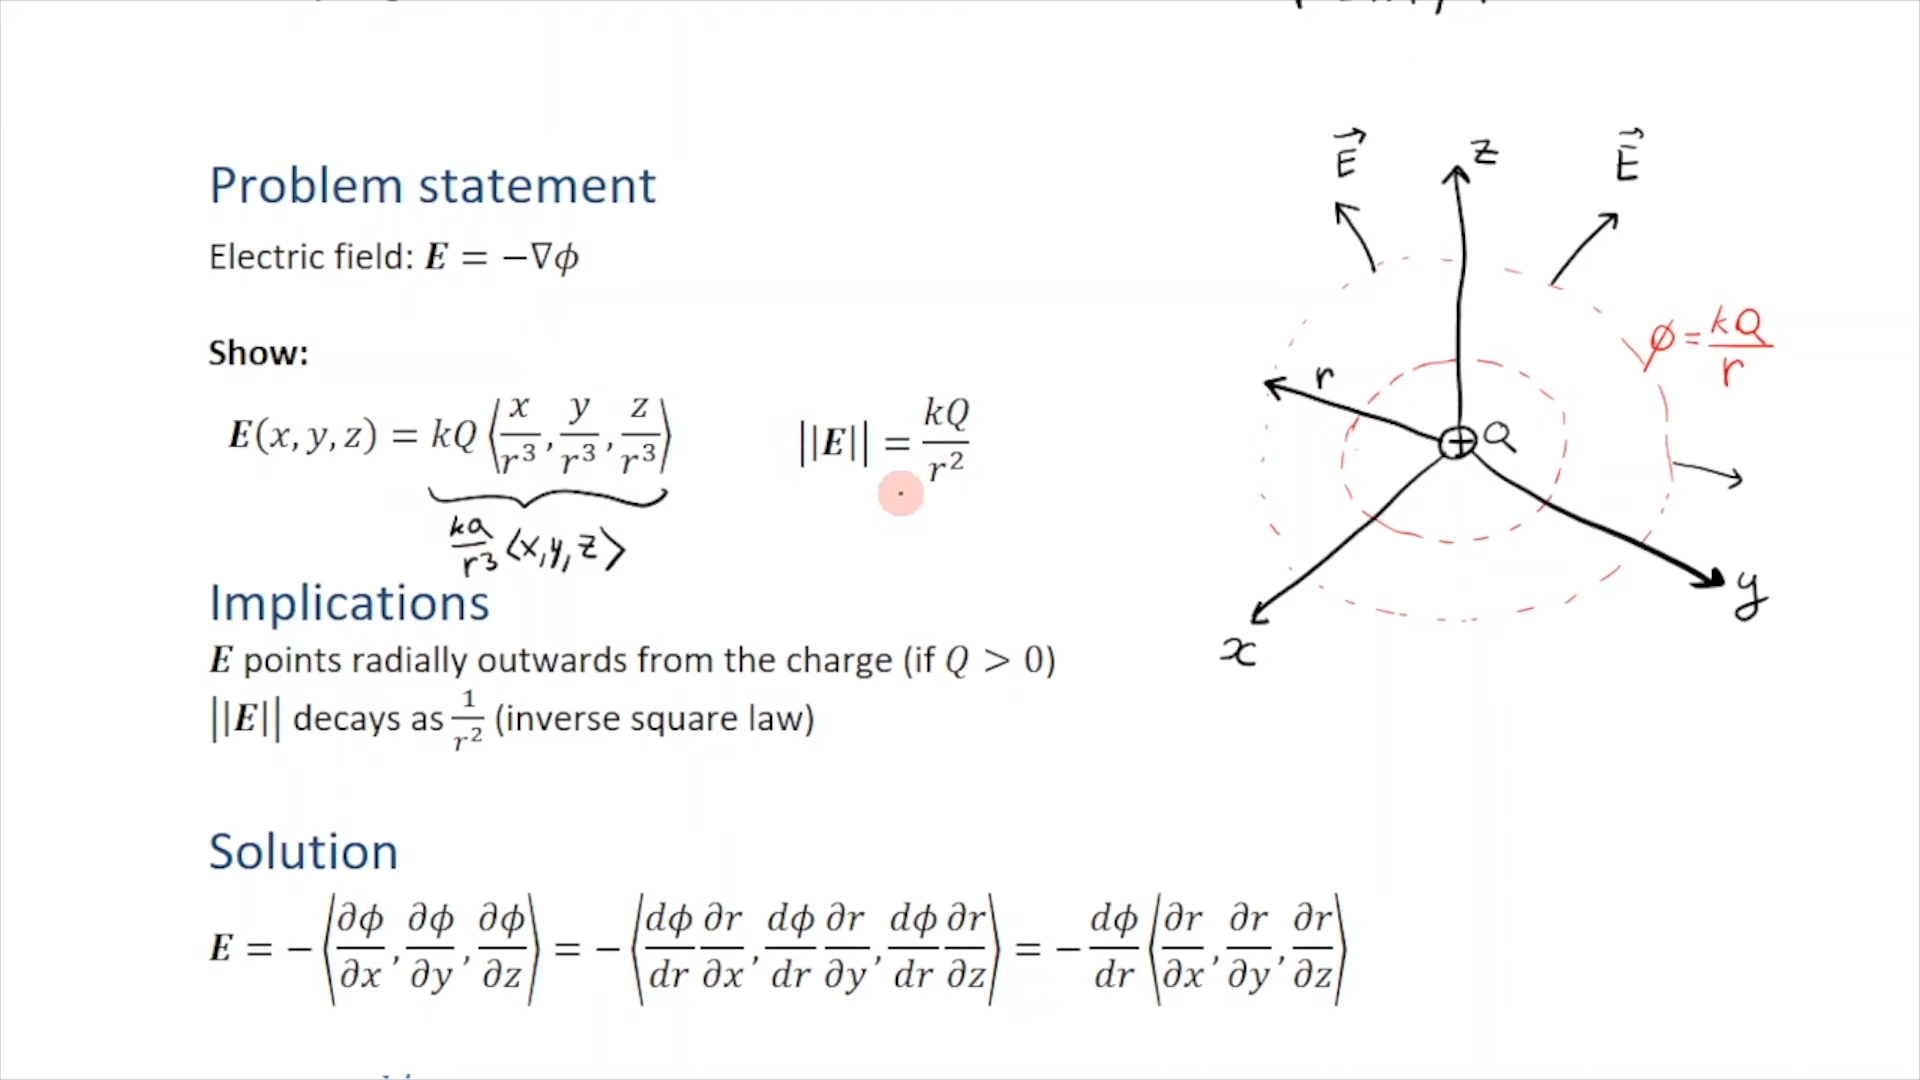 Problem statement
Electric field: E = −∇ϕ
Show:
E(x, y, z) = kQ ⟨x/r³, y/r³, z/r³⟩
||E|| = kQ/r²
kQ/r³ ⟨x, y, z⟩
Implications
E points radially outwards from the charge (if Q > 0)
||E|| decays as 1/r² (inverse square law)
Solution
E = −⟨∂ϕ/∂x, ∂ϕ/∂y, ∂ϕ/∂z⟩ = −⟨dϕ/dr ∂r/∂x, dϕ/dr ∂r/∂y, dϕ/dr ∂r/∂z⟩ = −dϕ/dr ⟨∂r/∂x, ∂r/∂y, ∂r/∂z⟩
E⃗
z
E⃗
ϕ = kQ/r
r
+ Q
y
x